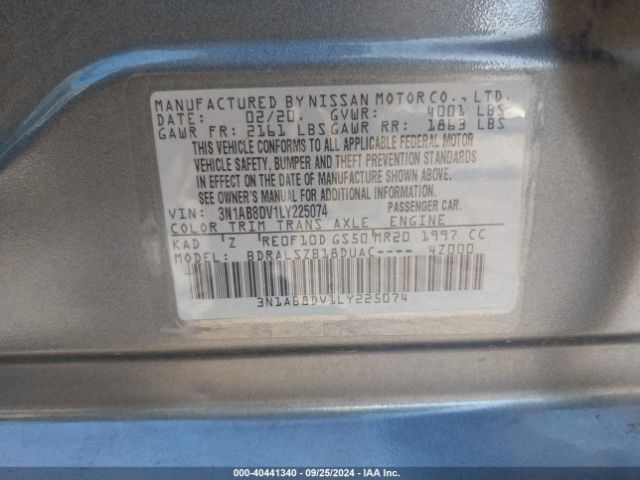 MANUFACTURED BY NISSAN MOTOR CO., LTD.
DATE: 02/20. GVWR: 4001 LBS
GAWR FR: 2161 LBS GAWR RR: 1863 LBS
THIS VEHICLE CONFORMS TO ALL APPLICABLE FEDERAL MOTOR
VEHICLE SAFETY, BUMPER AND THEFT PREVENTION STANDARDS
IN EFFECT ON THE DATE OF MANUFACTURE SHOWN ABOVE.
SEE OWNER'S MANUAL FOR ADDITIONAL INFORMATION.
VIN: 3N1AB8DV1LY225074 PASSENGER CAR.
COLOR TRIM TRANS AXLE ENGINE
KAD Z RE0F10D GS50 MR20 1997 CC
MODEL: BDRALSZB18DUAC---- 4Z000
3N1AB8DV1LY225074
000-40441340 - 09/25/2024 - IAA Inc.